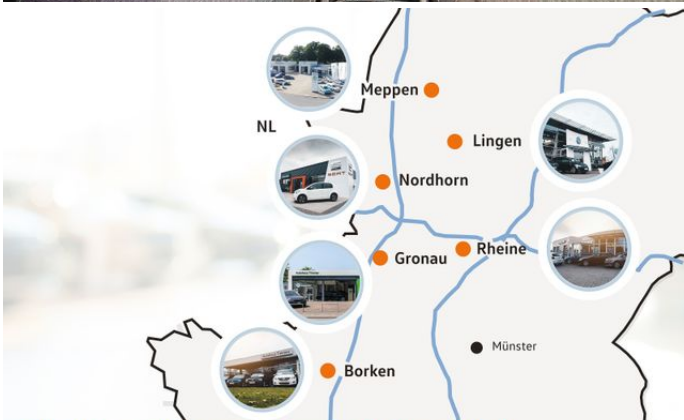 Meppen
NL
Lingen
Nordhorn
Gronau
Rheine
Münster
Borken